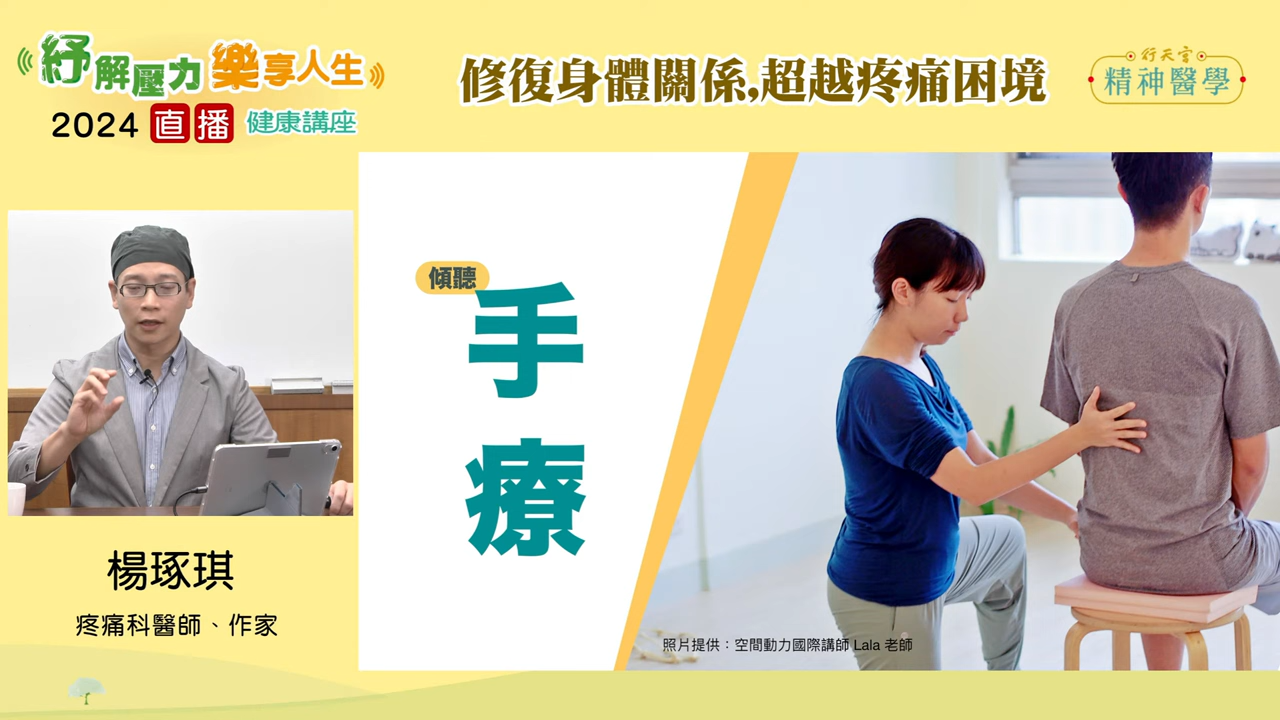 紓解壓力 樂享人生
2024 直播 健康講座
修復身體關係,超越疼痛困境
行天宮
精神醫學
傾聽
手療
楊琢琪
疼痛科醫師、作家
照片提供：空間動力國際講師 Lala 老師